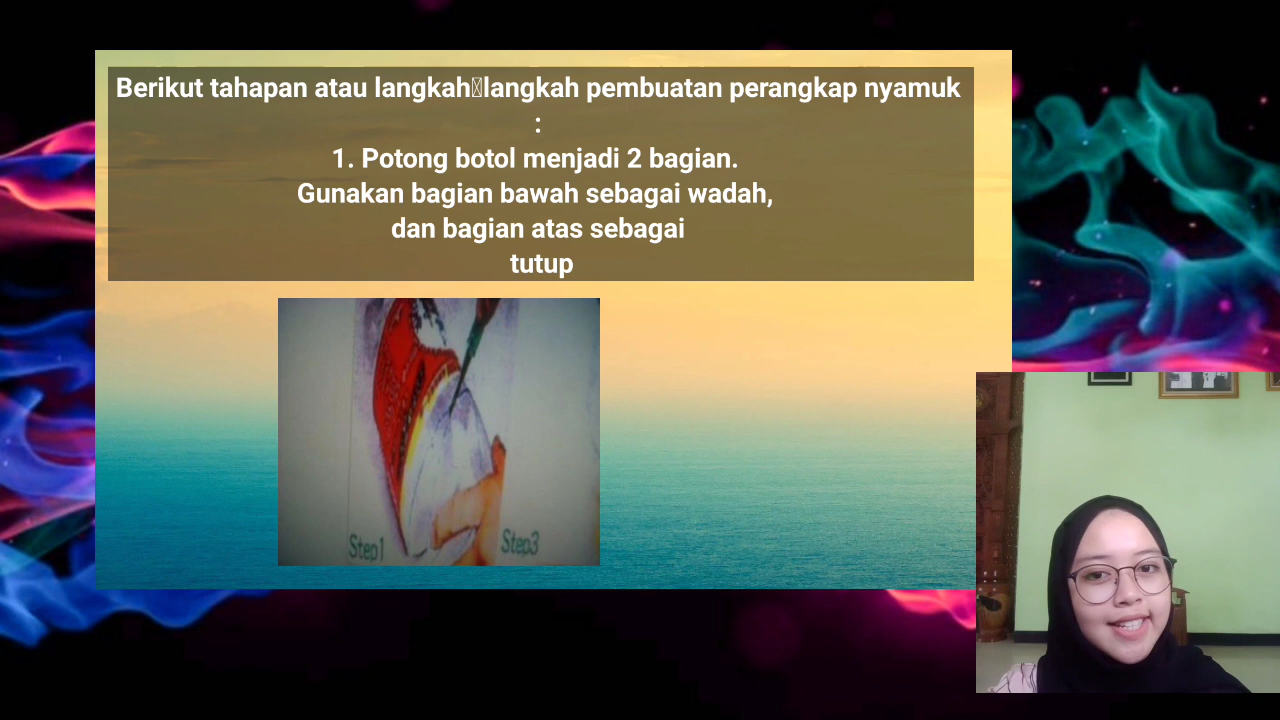 Berikut tahapan atau langkah￾langkah pembuatan perangkap nyamuk
:
1. Potong botol menjadi 2 bagian.
Gunakan bagian bawah sebagai wadah,
dan bagian atas sebagai
tutup
Step1
Step3